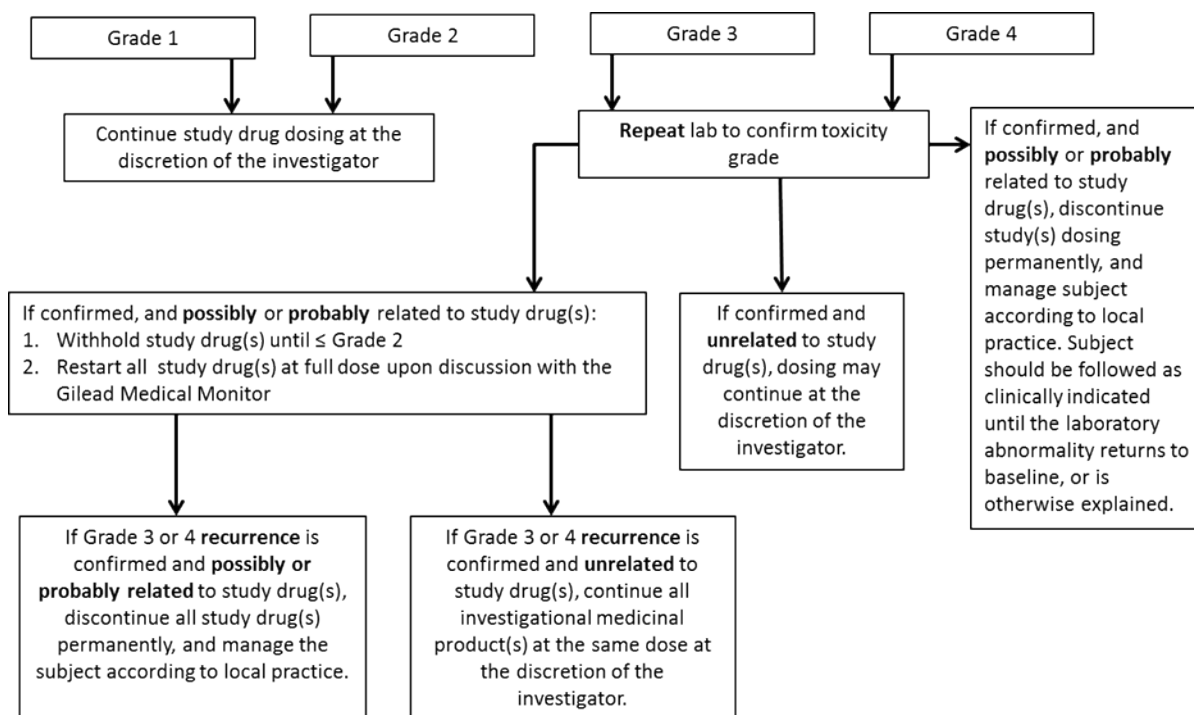 Grade 1
Grade 2
Grade 3
Grade 4
Continue study drug dosing at the
discretion of the investigator
Repeat lab to confirm toxicity
grade
If confirmed, and
possibly or probably
related to study
drug(s), discontinue
study(s) dosing
permanently, and
manage subject
according to local
practice. Subject
should be followed as
clinically indicated
until the laboratory
abnormality returns to
baseline, or is
otherwise explained.
If confirmed, and possibly or probably related to study drug(s):
1. Withhold study drug(s) until ≤ Grade 2
2. Restart all study drug(s) at full dose upon discussion with the
Gilead Medical Monitor
If confirmed and
unrelated to study
drug(s), dosing may
continue at the
discretion of the
investigator.
If Grade 3 or 4 recurrence is
confirmed and possibly or
probably related to study drug(s),
discontinue all study drug(s)
permanently, and manage the
subject according to local practice.
If Grade 3 or 4 recurrence is
confirmed and unrelated to
study drug(s), continue all
investigational medicinal
product(s) at the same dose at
the discretion of the
investigator.